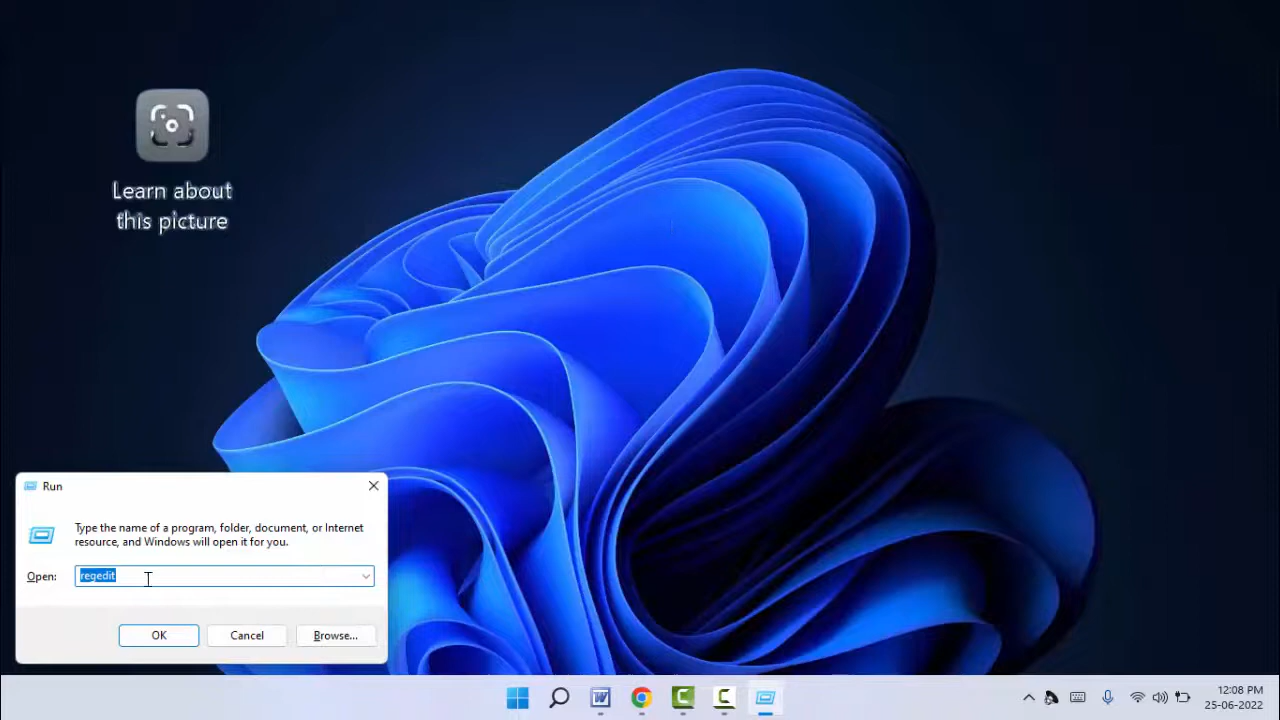 Learn about
this picture
Run
Type the name of a program, folder, document, or Internet
resource, and Windows will open it for you.
Open: regedit
OK Cancel Browse...
12:08 PM
25-06-2022